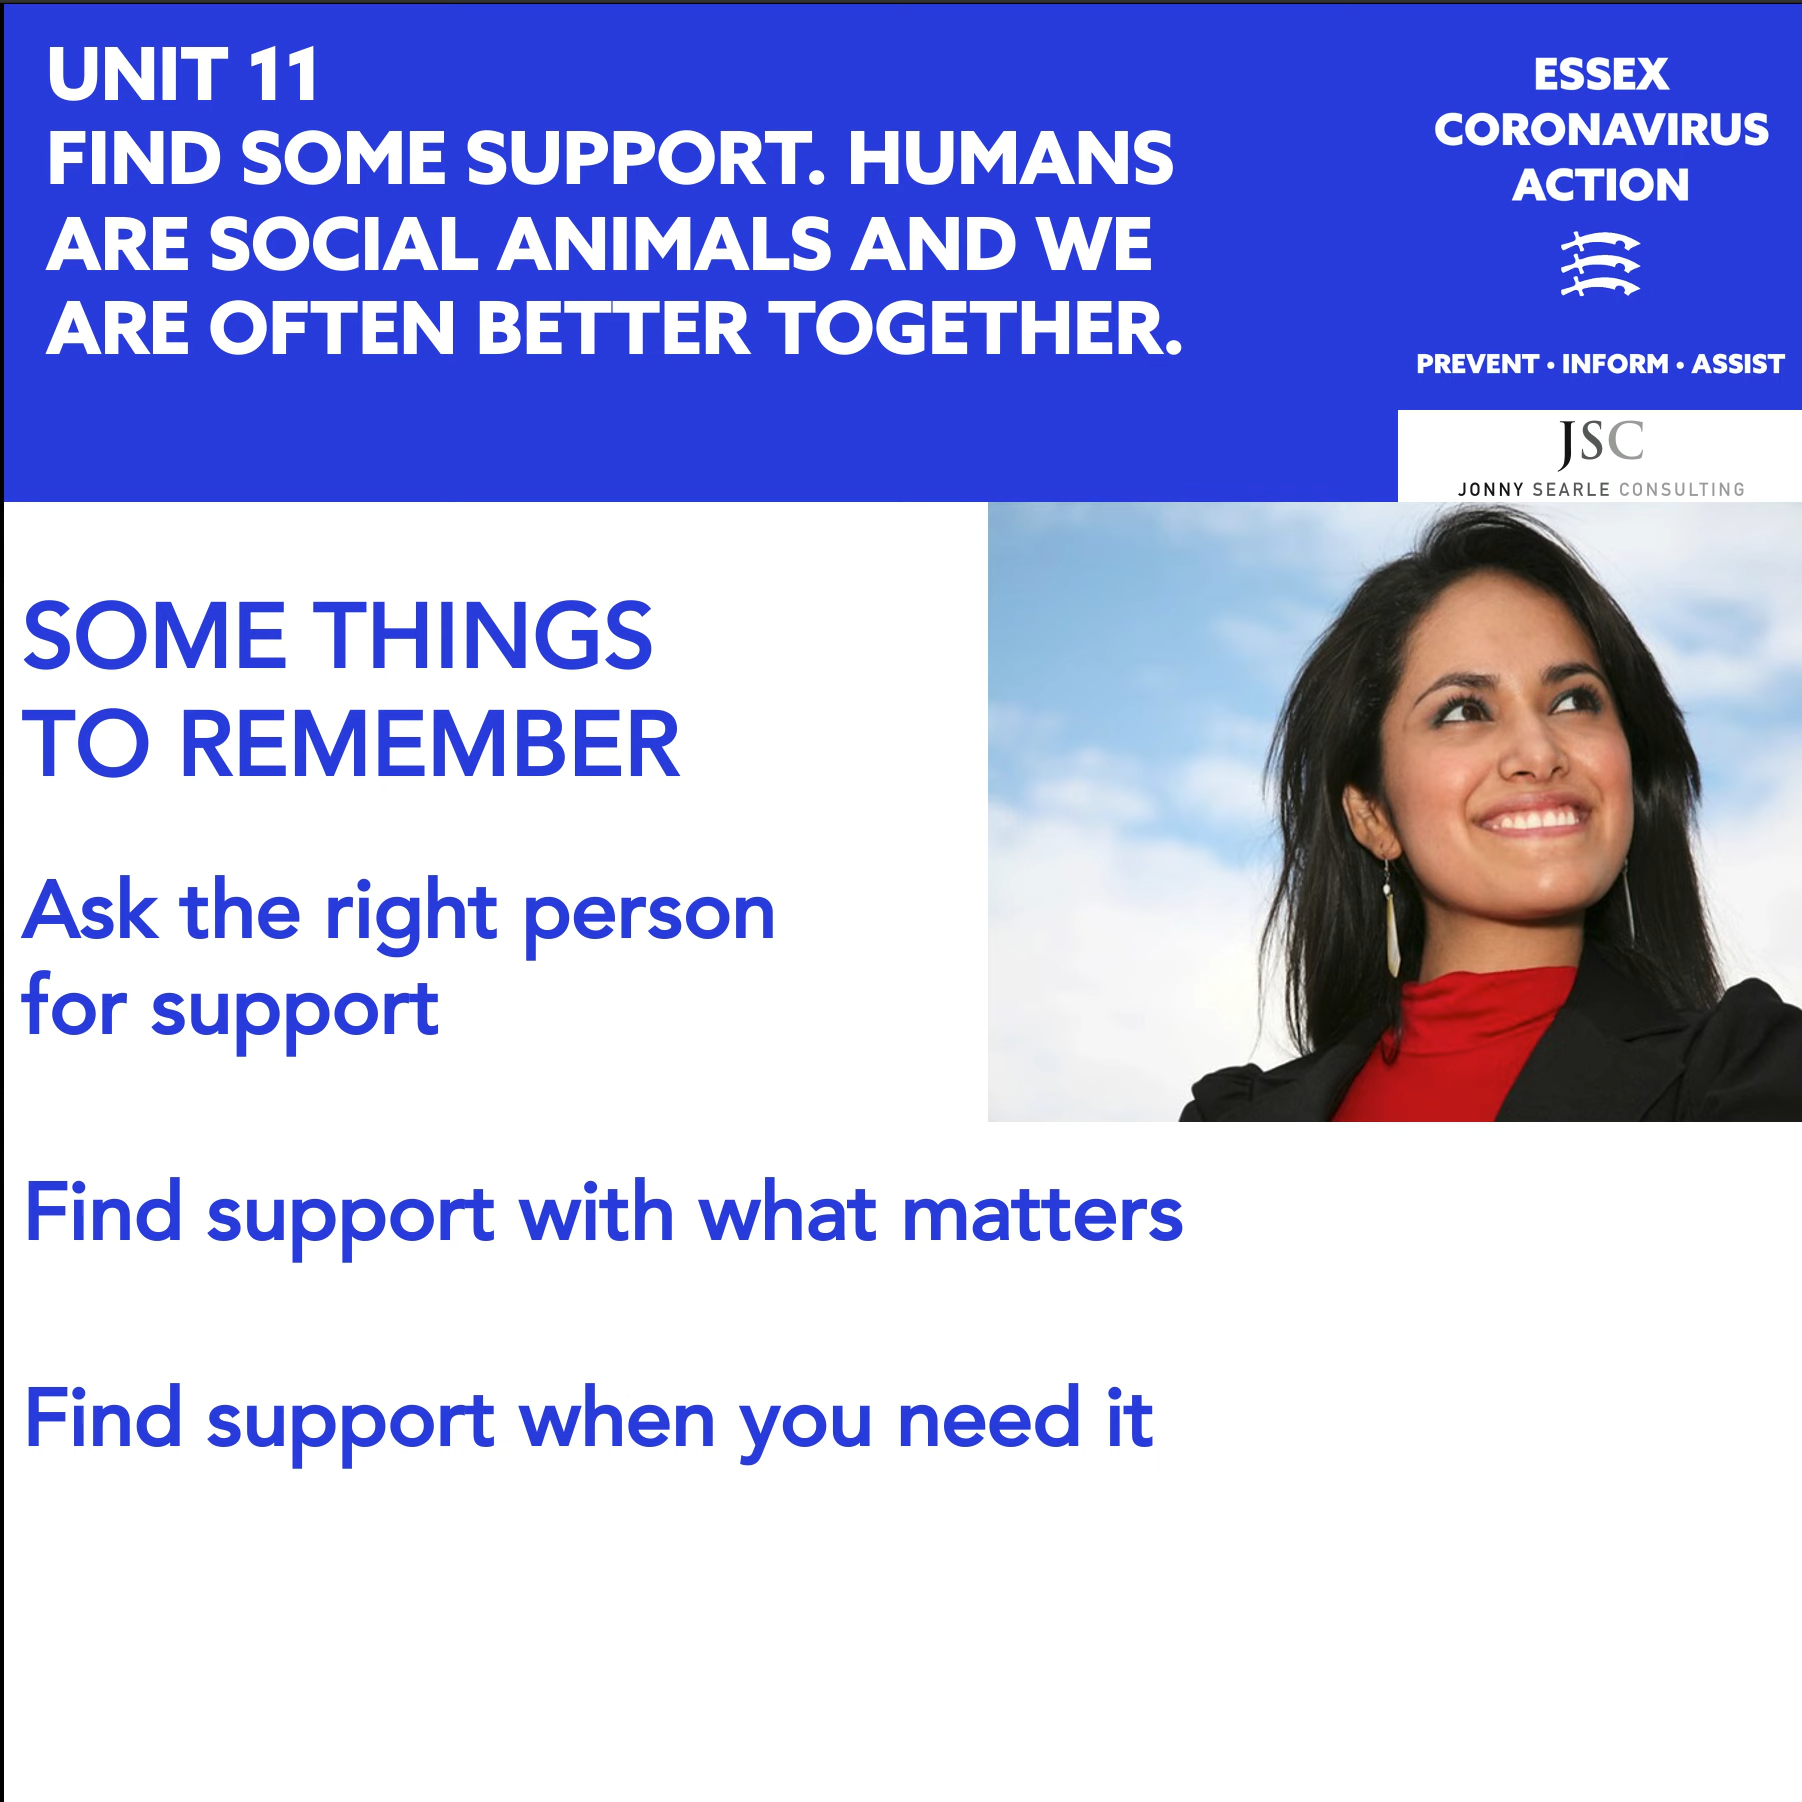 UNIT 11
FIND SOME SUPPORT. HUMANS
ARE SOCIAL ANIMALS AND WE
ARE OFTEN BETTER TOGETHER.
ESSEX
CORONAVIRUS
ACTION
PREVENT • INFORM • ASSIST
JSC
JONNY SEARLE CONSULTING
SOME THINGS
TO REMEMBER
Ask the right person
for support
Find support with what matters
Find support when you need it